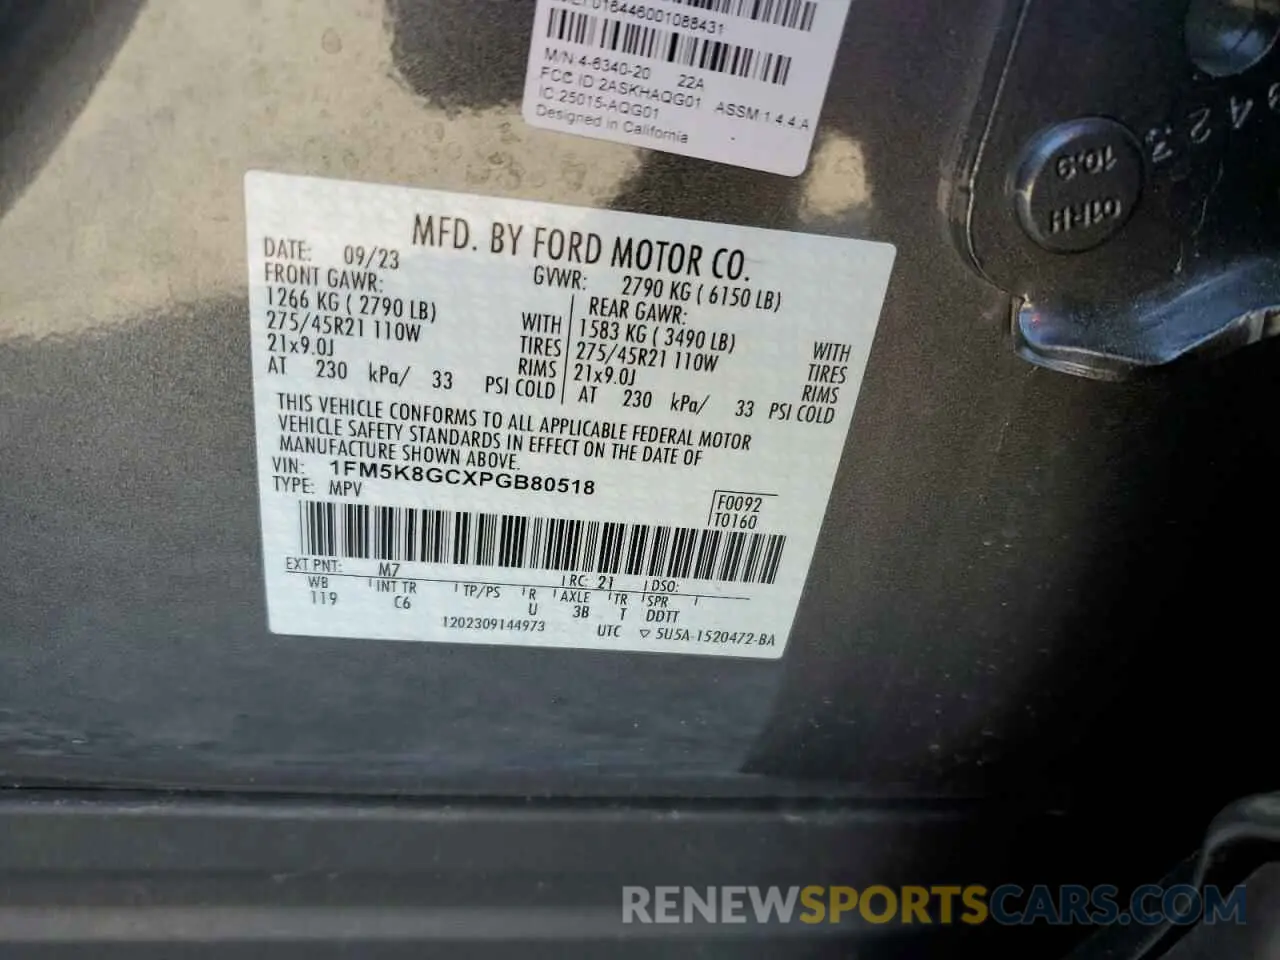 016446001088431
M/N:4-6340-20 22A
FCC ID:2ASKHAQG01 ASSM 1.4.4.A
IC:25015-AQG01
Designed in California
MFD. BY FORD MOTOR CO.
DATE: 09/23 GVWR: 2790 KG ( 6150 LB)
FRONT GAWR: REAR GAWR:
1266 KG ( 2790 LB) WITH 1583 KG ( 3490 LB) WITH
275/45R21 110W TIRES 275/45R21 110W TIRES
21x9.0J RIMS 21x9.0J RIMS
AT 230 kPa/ 33 PSI COLD AT 230 kPa/ 33 PSI COLD
THIS VEHICLE CONFORMS TO ALL APPLICABLE FEDERAL MOTOR
VEHICLE SAFETY STANDARDS IN EFFECT ON THE DATE OF
MANUFACTURE SHOWN ABOVE.
VIN: 1FM5K8GCXPGB80518
TYPE: MPV F0092
T0160
EXT PNT: M7 RC: 21 DSO:
WB INT TR TP/PS R AXLE TR SPR
119 C6 U 3B T DDTT
1202309144973 UTC ▽ 5U5A-1520472-BA
10.9
01RH
RENEWSPORTSCARS.COM